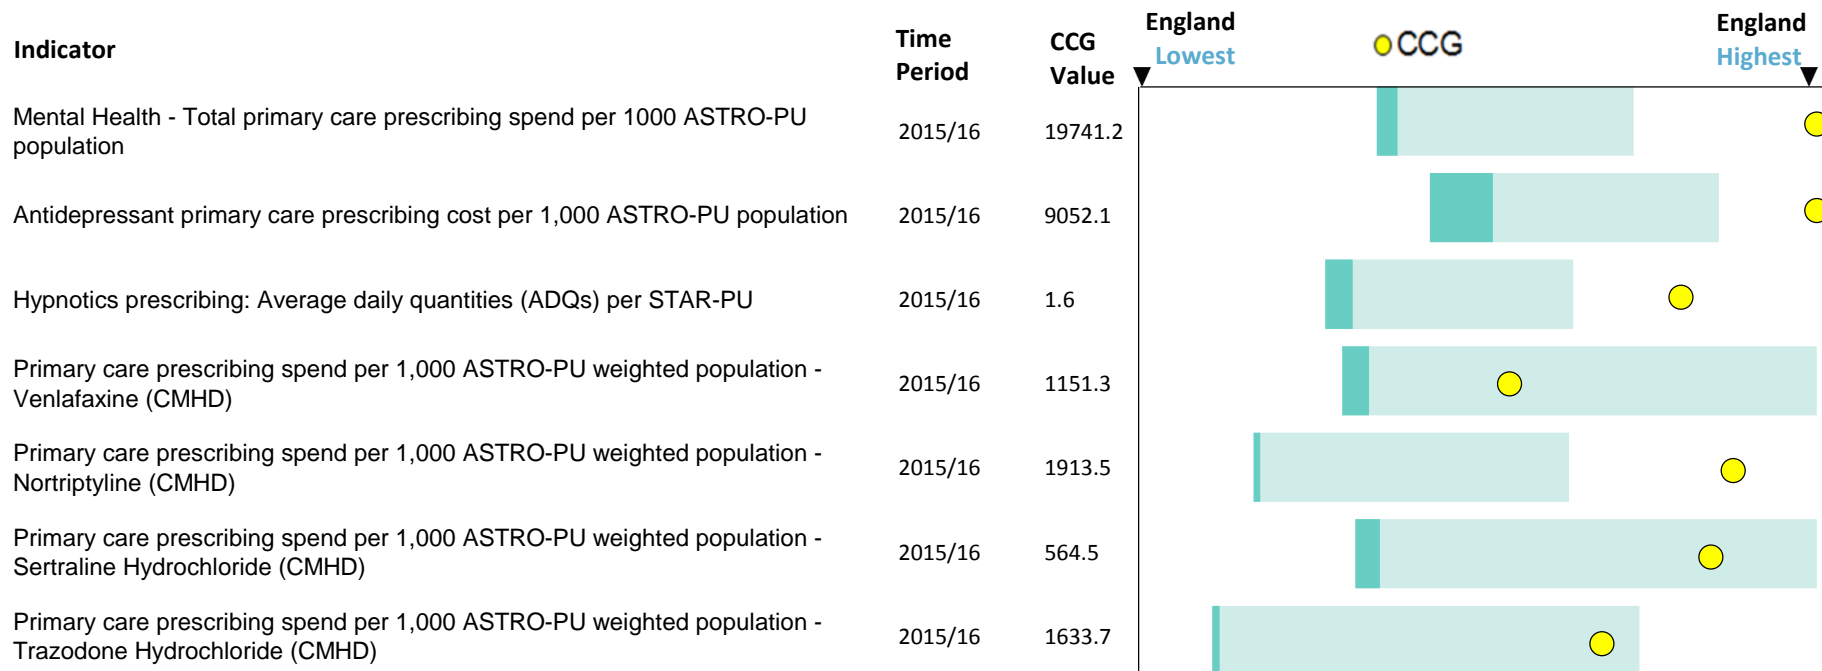 Indicator
Time
Period
CCG
Value
England
Lowest
CCG
England
Highest
Mental Health - Total primary care prescribing spend per 1000 ASTRO-PU
population
2015/16
19741.2
Antidepressant primary care prescribing cost per 1,000 ASTRO-PU population
2015/16
9052.1
Hypnotics prescribing: Average daily quantities (ADQs) per STAR-PU
2015/16
1.6
Primary care prescribing spend per 1,000 ASTRO-PU weighted population -
Venlafaxine (CMHD)
2015/16
1151.3
Primary care prescribing spend per 1,000 ASTRO-PU weighted population -
Nortriptyline (CMHD)
2015/16
1913.5
Primary care prescribing spend per 1,000 ASTRO-PU weighted population -
Sertraline Hydrochloride (CMHD)
2015/16
564.5
Primary care prescribing spend per 1,000 ASTRO-PU weighted population -
Trazodone Hydrochloride (CMHD)
2015/16
1633.7